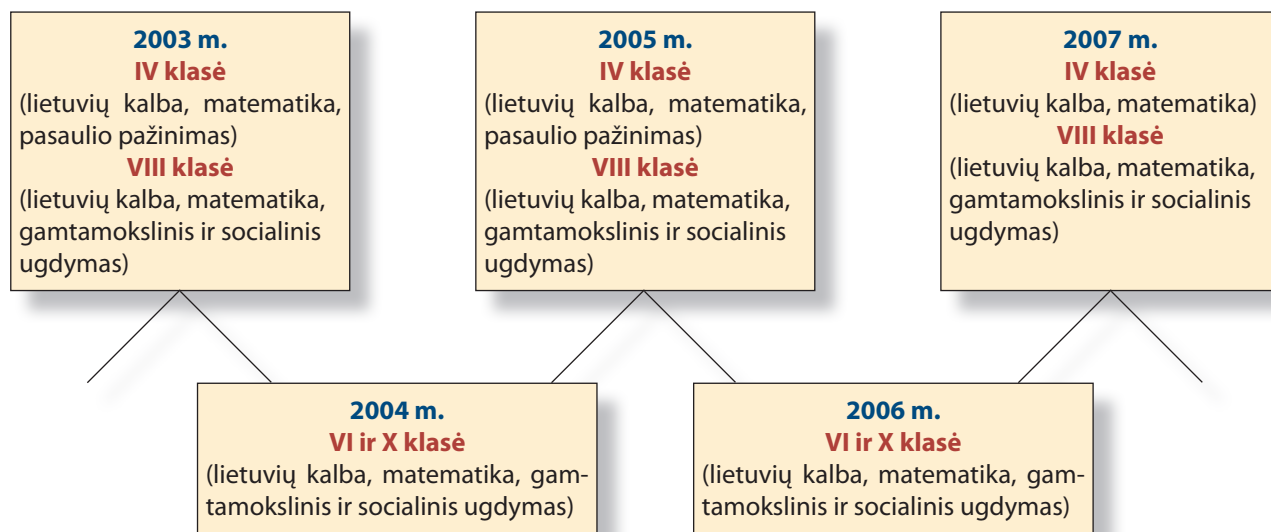 2003 m.
IV klasė
(lietuvių kalba, matematika,
pasaulio pažinimas)
VIII klasė
(lietuvių kalba, matematika,
gamtamokslinis ir socialinis
ugdymas)
2005 m.
IV klasė
(lietuvių kalba, matematika,
pasaulio pažinimas)
VIII klasė
(lietuvių kalba, matematika,
gamtamokslinis ir socialinis
ugdymas)
2007 m.
IV klasė
(lietuvių kalba, matematika)
VIII klasė
(lietuvių kalba, matematika,
gamtamokslinis ir socialinis
ugdymas)
2004 m.
VI ir X klasė
(lietuvių kalba, matematika, gam-
tamokslinis ir socialinis ugdymas)
2006 m.
VI ir X klasė
(lietuvių kalba, matematika, gam-
tamokslinis ir socialinis ugdymas)